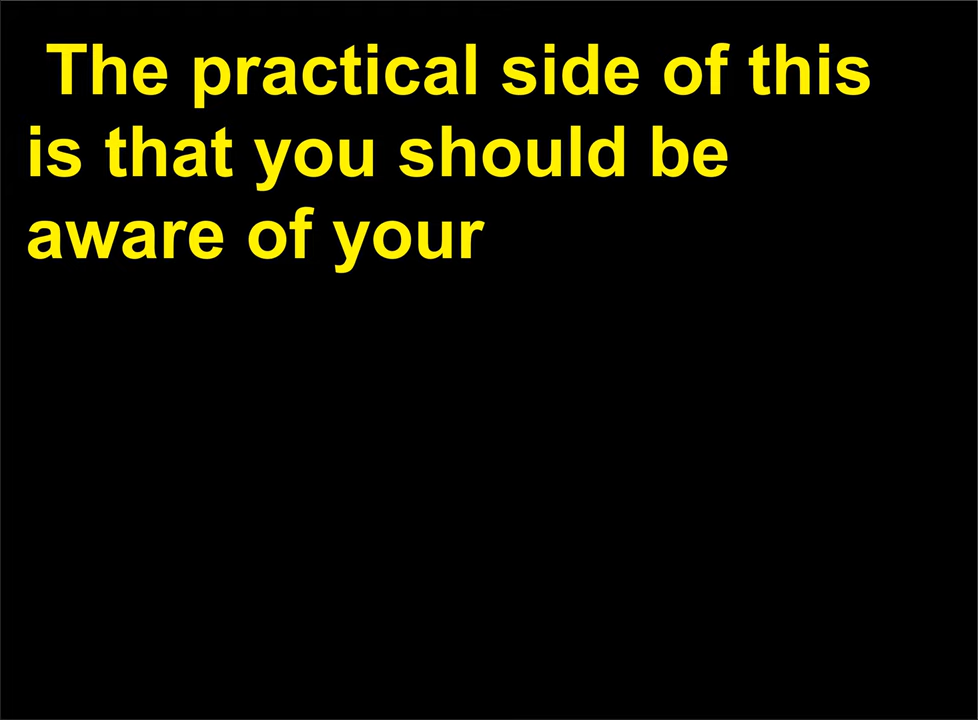 The practical side of this
is that you should be
aware of your